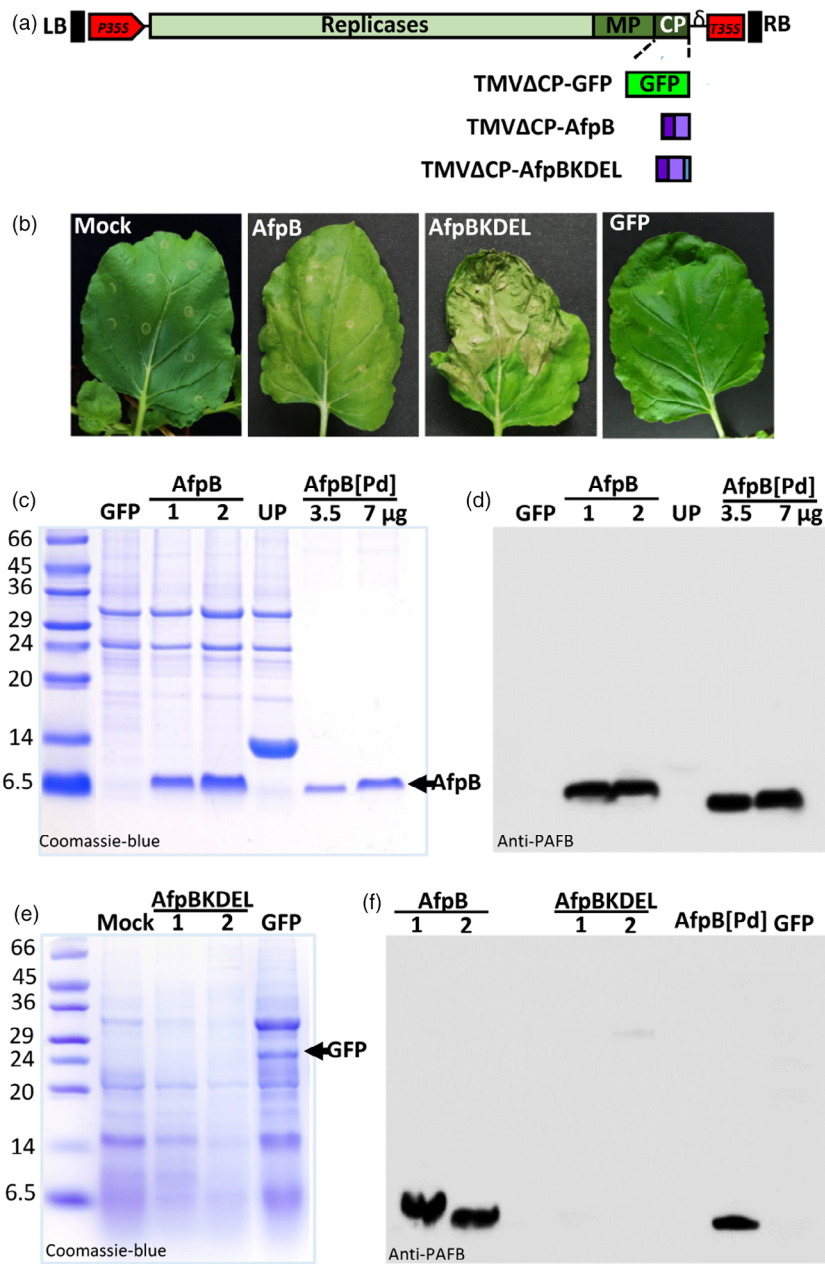 (a)
LB P35S Replicases MP CP δ T35S RB
TMVΔCP-GFP GFP
TMVΔCP-AfpB
TMVΔCP-AfpBKDEL
(b)
Mock AfpB AfpBKDEL GFP
(c)
AfpB AfpB[Pd]
GFP 1 2 UP 3.5 7 µg
66
45
36
29
24
20
14
6.5
AfpB
Coomassie-blue
(d)
AfpB AfpB[Pd]
GFP 1 2 UP 3.5 7 µg
Anti-PAFB
(e)
AfpBKDEL
Mock 1 2 GFP
66
45
36
29
24
20
14
6.5
GFP
Coomassie-blue
(f)
AfpB AfpBKDEL
1 2 1 2 AfpB[Pd] GFP
Anti-PAFB